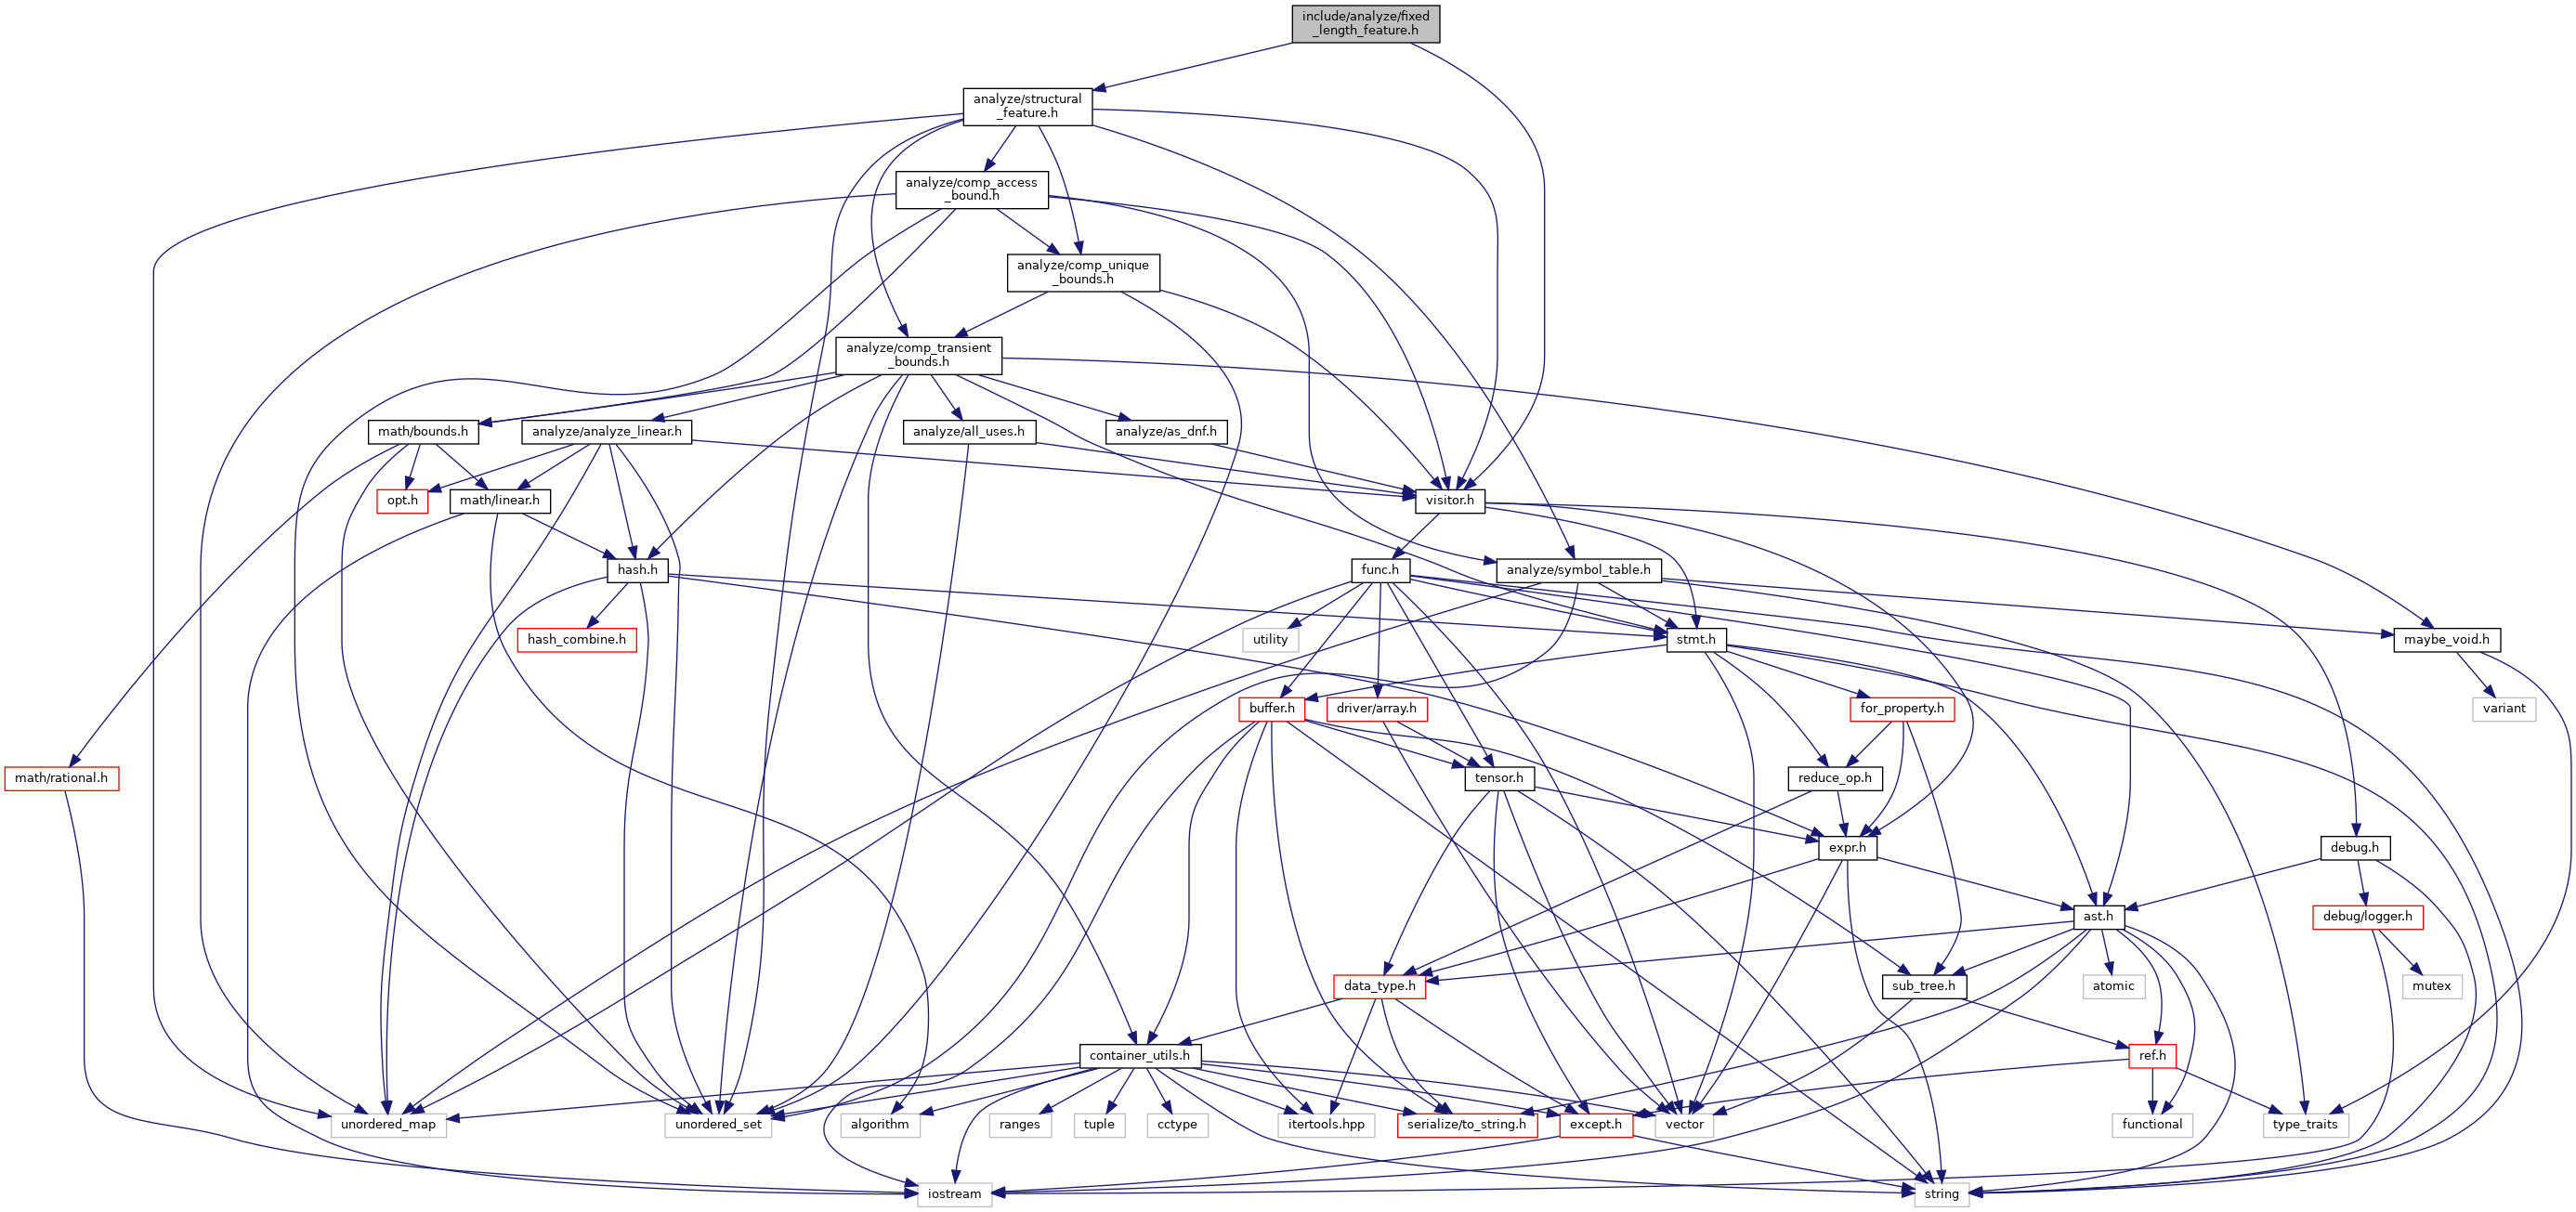 include/analyze/fixed
_length_feature.h
analyze/structural
_feature.h
analyze/comp_access
_bound.h
analyze/comp_unique
_bounds.h
analyze/comp_transient
_bounds.h
math/bounds.h
analyze/analyze_linear.h
analyze/all_uses.h
analyze/as_dnf.h
opt.h
math/linear.h
visitor.h
hash.h
func.h
analyze/symbol_table.h
hash_combine.h
utility
stmt.h
maybe_void.h
buffer.h
driver/array.h
for_property.h
variant
math/rational.h
tensor.h
reduce_op.h
expr.h
debug.h
ast.h
debug/logger.h
data_type.h
sub_tree.h
atomic
mutex
container_utils.h
ref.h
unordered_map
unordered_set
algorithm
ranges
tuple
cctype
itertools.hpp
serialize/to_string.h
except.h
vector
functional
type_traits
iostream
string